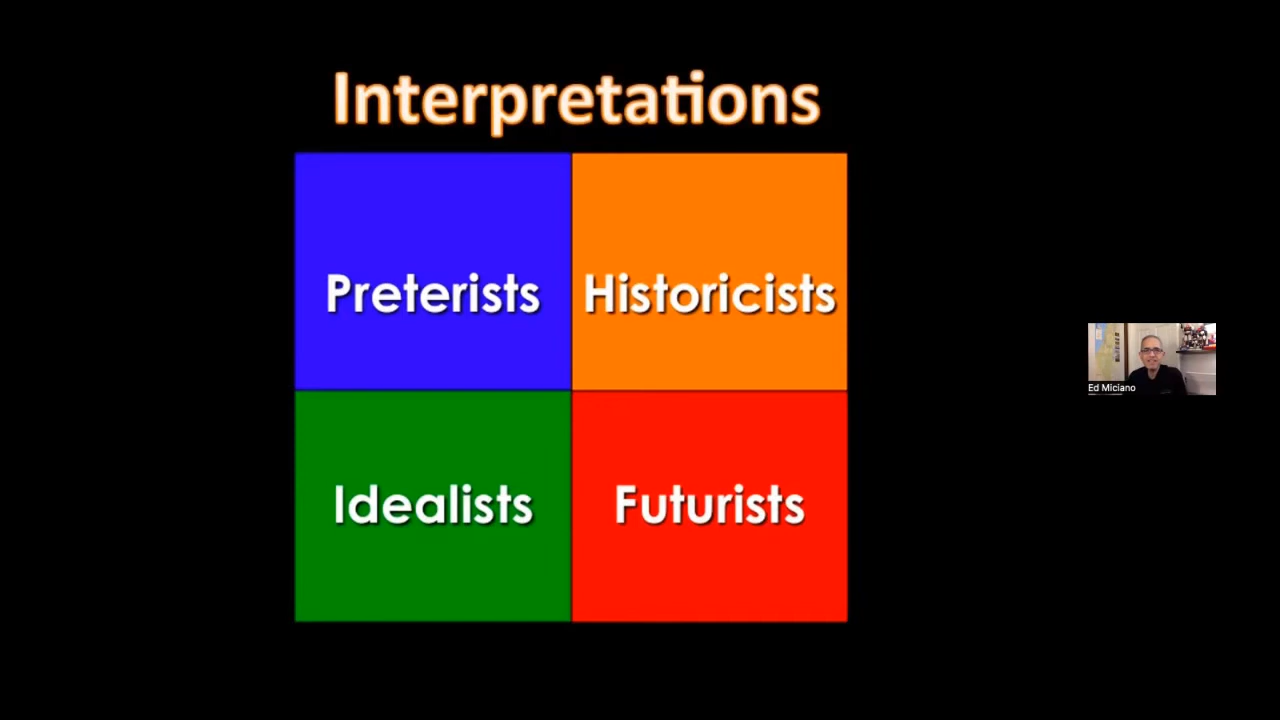 Interpretations
Preterists
Historicists
Idealists
Futurists
Ed Miciano